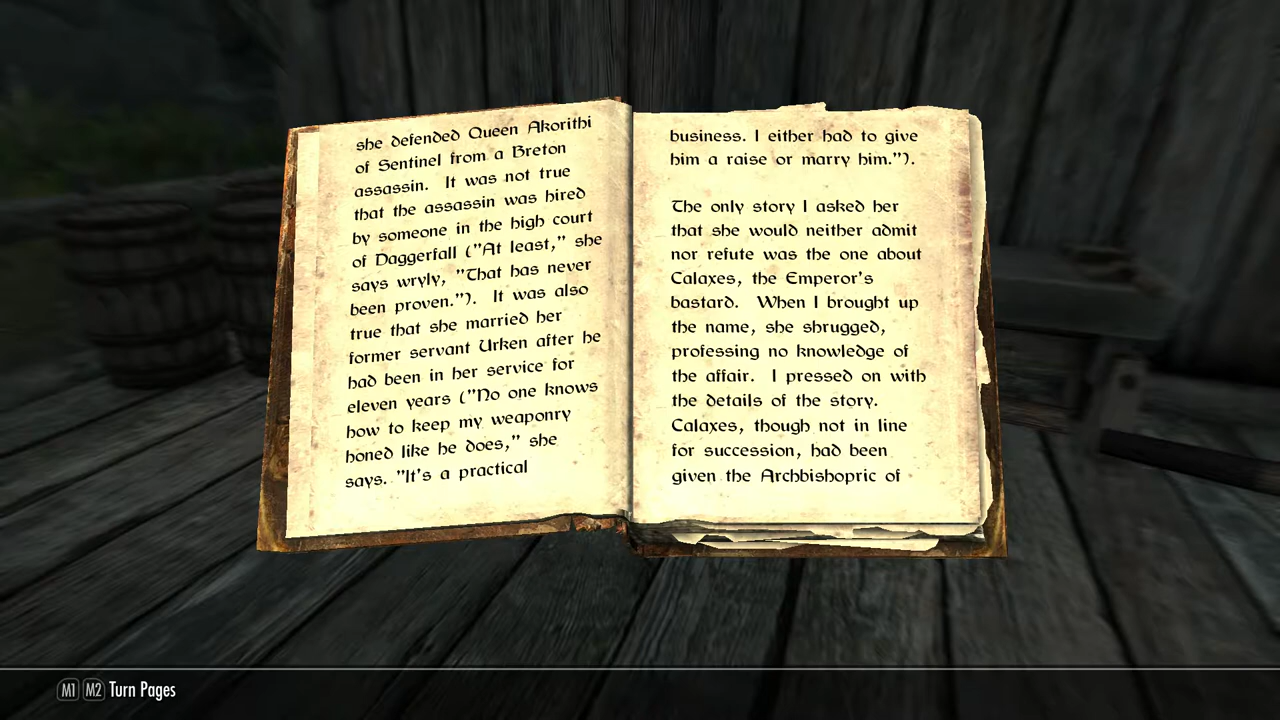 she defended Queen Akorithi
of Sentinel from a Breton
assassin. It was not true
that the assassin was hired
by someone in the high court
of Daggerfall ("At least," she
says wryly, "That has never
been proven."). It was also
true that she married her
former servant Urken after he
had been in her service for
eleven years ("No one knows
how to keep my weaponry
honed like he does," she
says. "It's a practical
business. I either had to give
him a raise or marry him.").
The only story I asked her
that she would neither admit
nor refute was the one about
Calaxes, the Emperor's
bastard. When I brought up
the name, she shrugged,
professing no knowledge of
the affair. I pressed on with
the details of the story.
Calaxes, though not in line
for succession, had been
given the Archbishopric of
M1 M2 Turn Pages